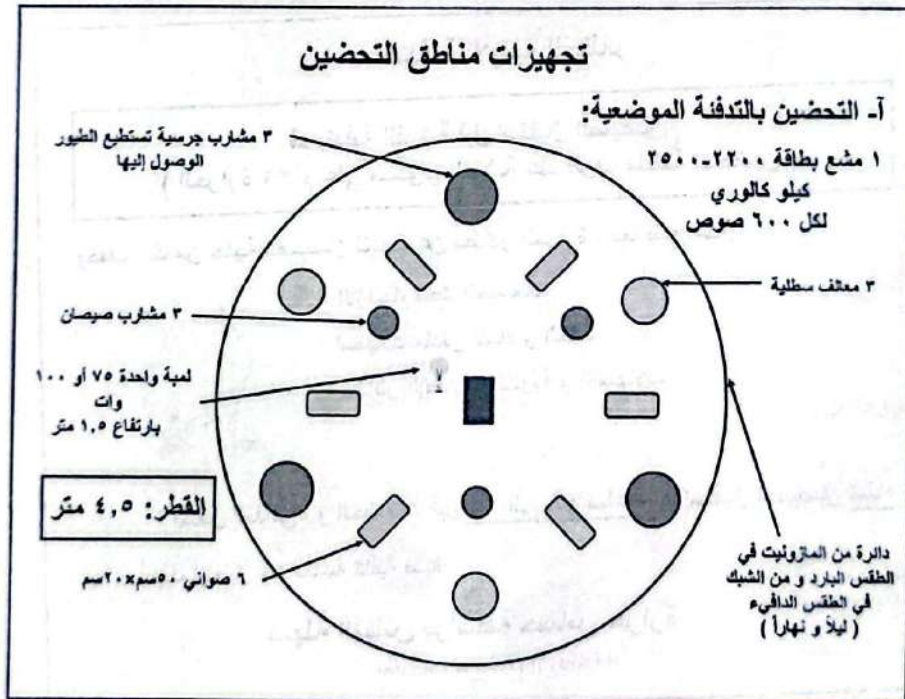 تجهيزات مناطق التحضين
آ- التحضين بالتدفئة الموضعية:
١ مشع بطاقة ٢٢٠٠-٢٥٠٠
كيلو كالوري
لكل ٦٠٠ صوص
٣ مشارب جرسية تستطيع الطيور
الوصول إليها
٣ معالف سطلية
٣ مشارب صيصان
لمبة واحدة ٧٥ أو ١٠٠
وات
بارتفاع ١,٥ متر
القطر: ٤,٥ متر
٦ صواني ٥٠سم×٢٠سم
دائرة من المازونيت في
الطقس البارد و من الشبك
في الطقس الدافيء
( ليلاً و نهاراً )